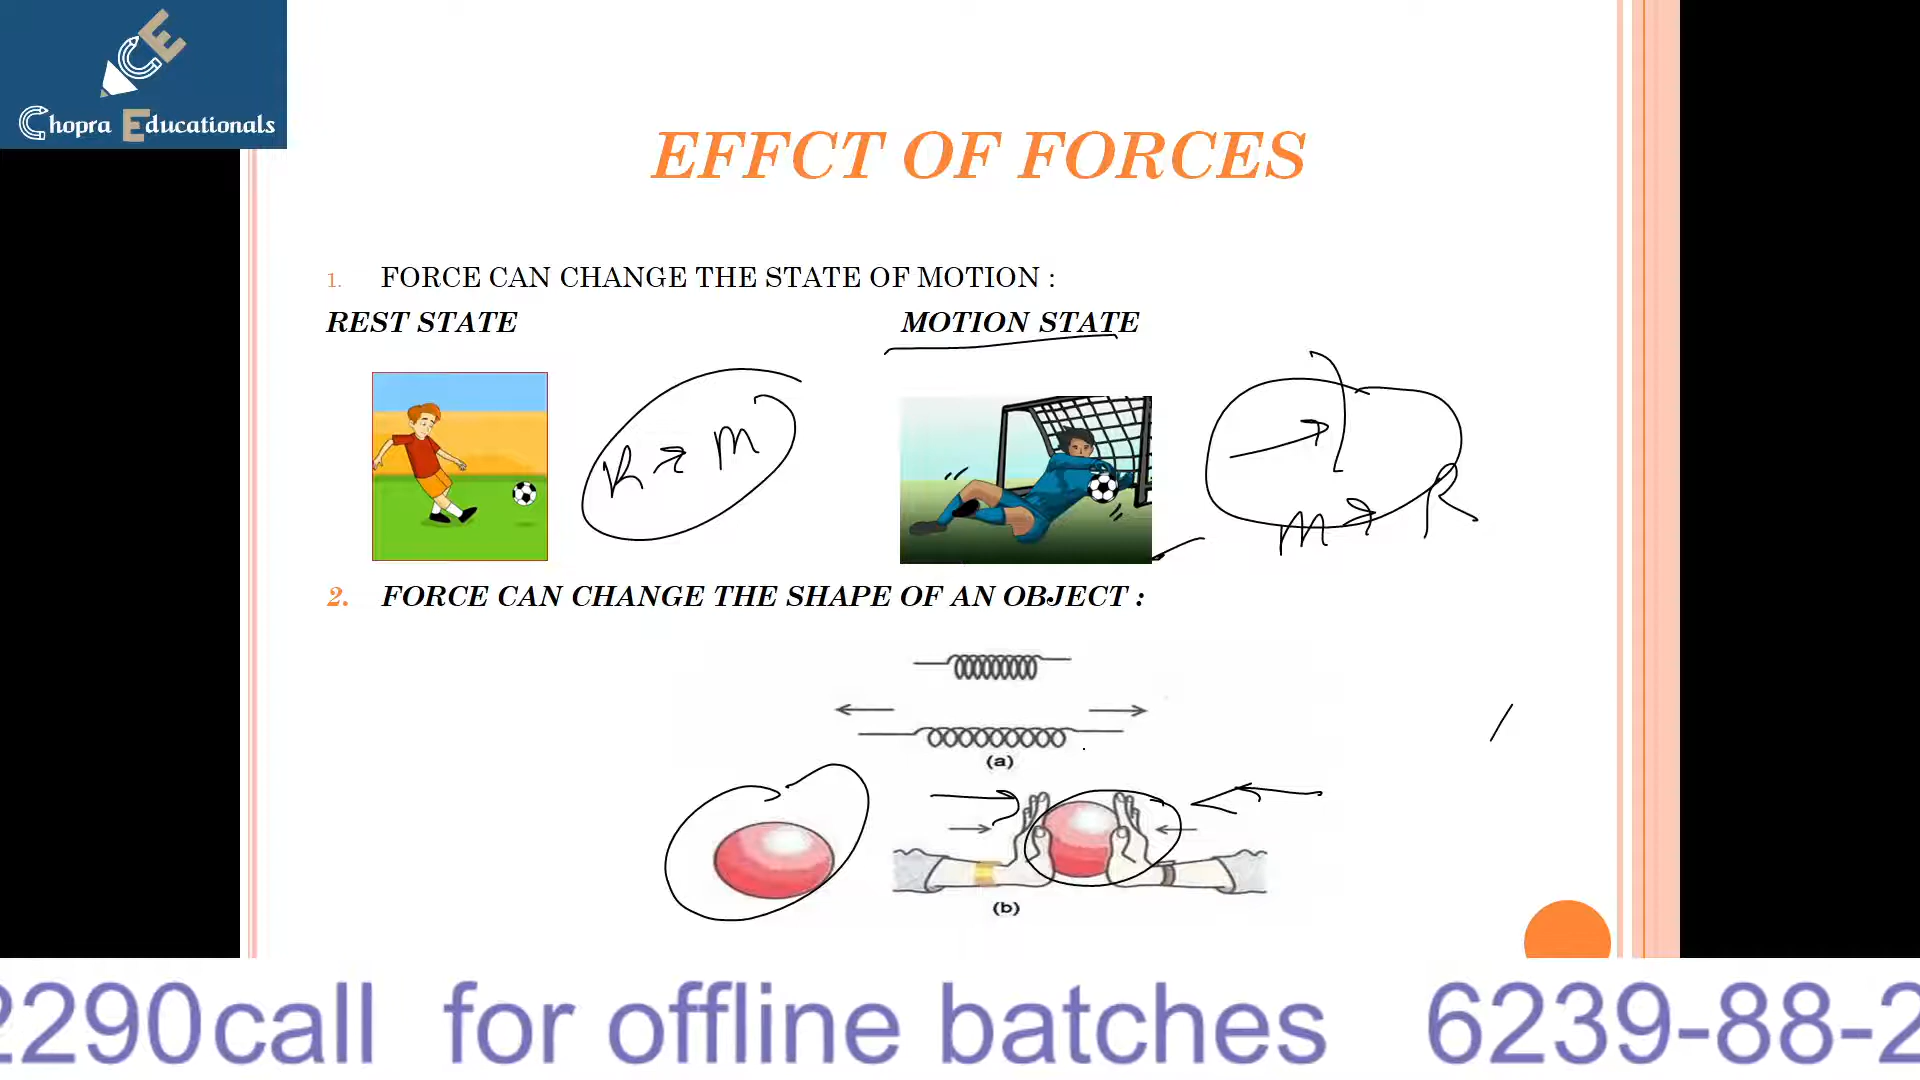 CE
Chopra Educationals
EFFCT OF FORCES
1. FORCE CAN CHANGE THE STATE OF MOTION :
REST STATE
MOTION STATE
R → m
m → R
2. FORCE CAN CHANGE THE SHAPE OF AN OBJECT :
(a)
(b)
2290call for offline batches 6239-88-2